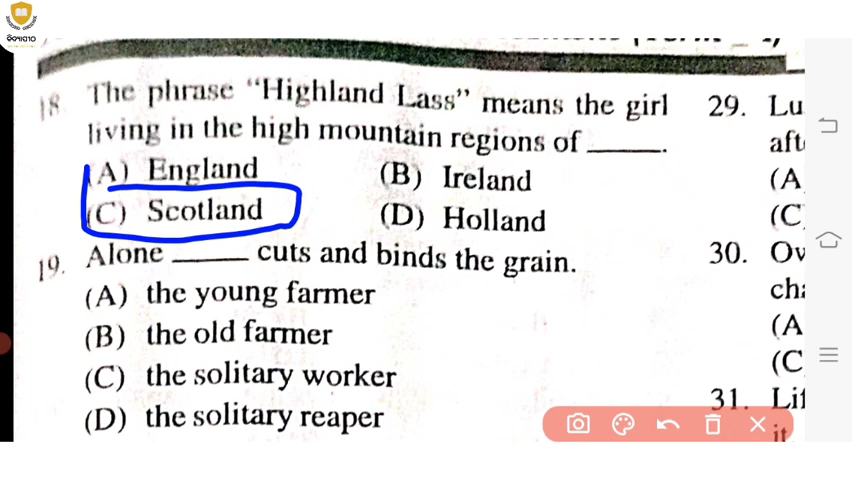 18. The phrase "Highland Lass" means the girl
living in the high mountain regions of ______.
(A) England (B) Ireland
(C) Scotland (D) Holland
19. Alone ______ cuts and binds the grain.
(A) the young farmer
(B) the old farmer
(C) the solitary worker
(D) the solitary reaper
29. Lu
aft
(A
(C
30. Ov
cha
(A
(C
31. Lif
it